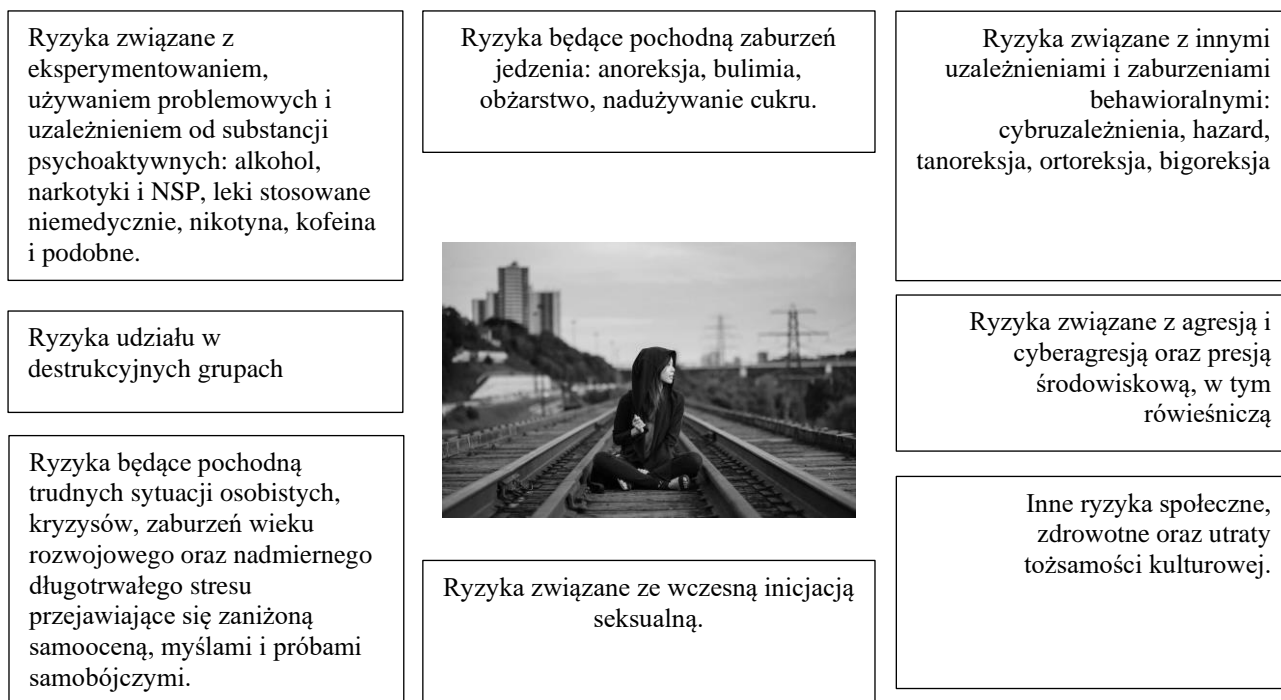 Ryzyka związane z
eksperymentowaniem,
używaniem problemowych i
uzależnieniem od substancji
psychoaktywnych: alkohol,
narkotyki i NSP, leki stosowane
niemedycznie, nikotyna, kofeina
i podobne.
Ryzyka będące pochodną zaburzeń
jedzenia: anoreksja, bulimia,
obżarstwo, nadużywanie cukru.
Ryzyka związane z innymi
uzależnieniami i zaburzeniami
behawioralnymi:
cybruzależnienia, hazard,
tanoreksja, ortoreksja, bigoreksja
Ryzyka udziału w
destrukcyjnych grupach
Ryzyka związane z agresją i
cyberagresją oraz presją
środowiskową, w tym
rówieśniczą
Ryzyka będące pochodną
trudnych sytuacji osobistych,
kryzysów, zaburzeń wieku
rozwojowego oraz nadmiernego
długotrwałego stresu
przejawiające się zaniżoną
samooceną, myślami i próbami
samobójczymi.
Ryzyka związane ze wczesną inicjacją
seksualną.
Inne ryzyka społeczne,
zdrowotne oraz utraty
tożsamości kulturowej.